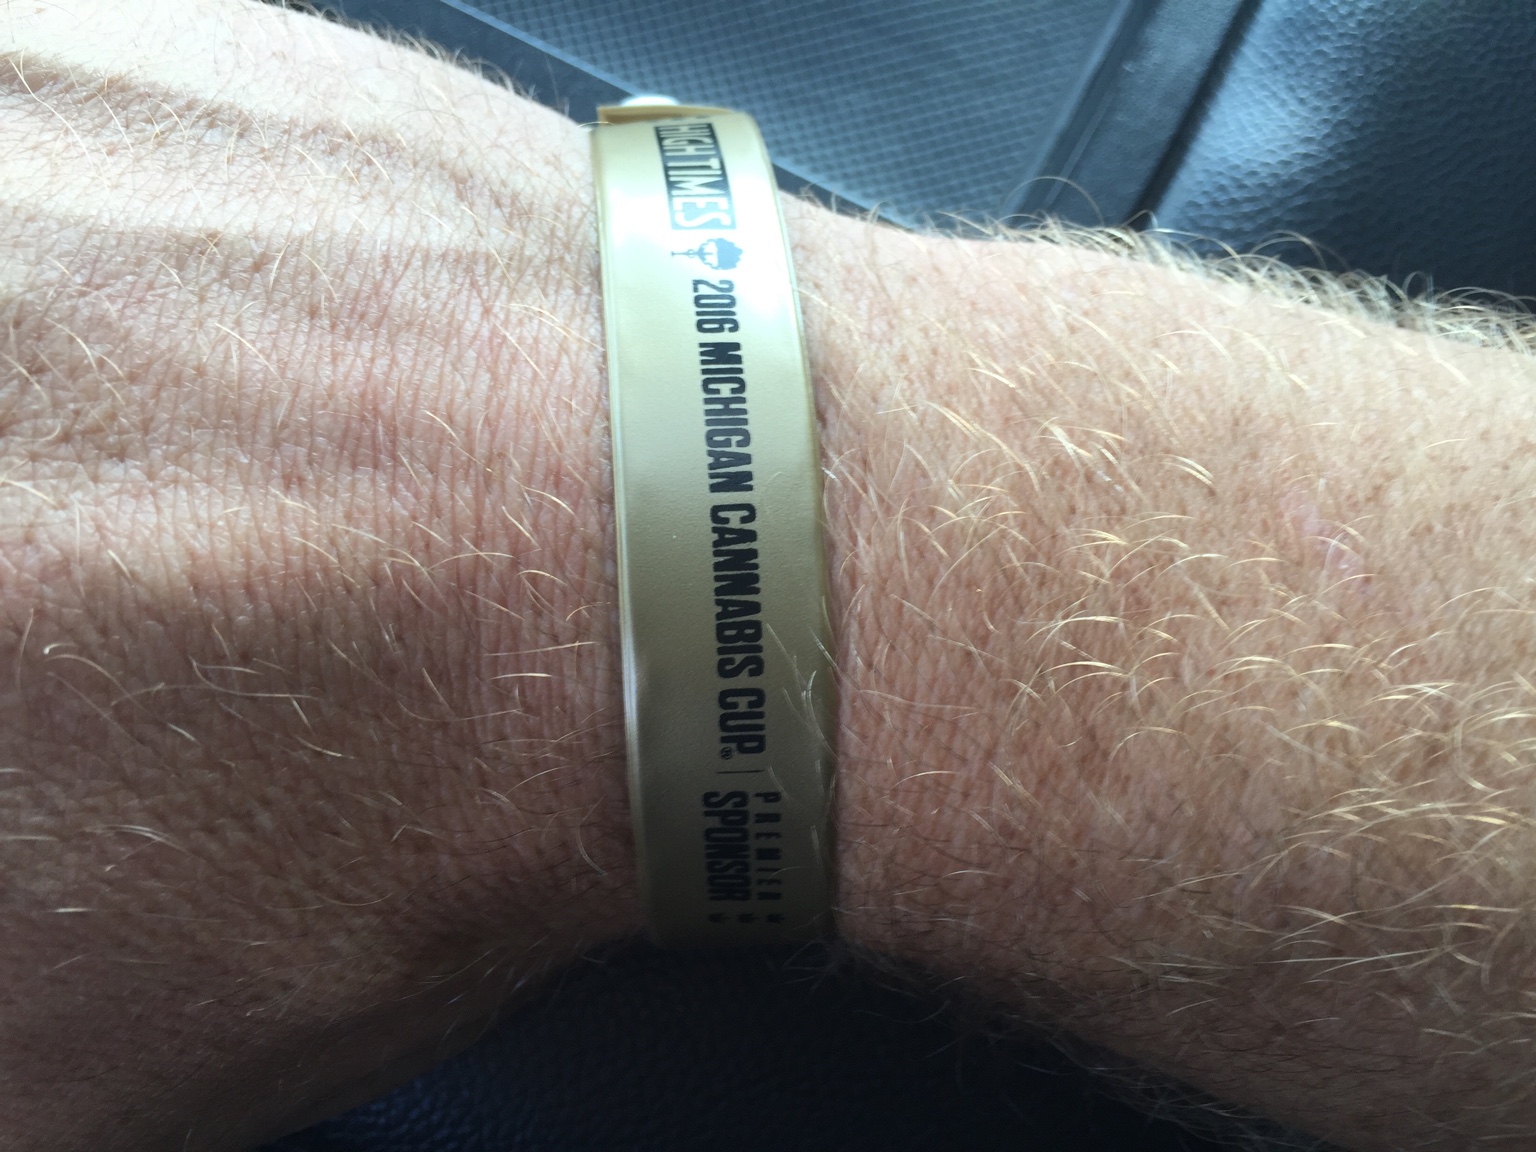 HIGH TIMES 2016 MICHIGAN CANNABIS CUP® | PREMIER
SPONSOR